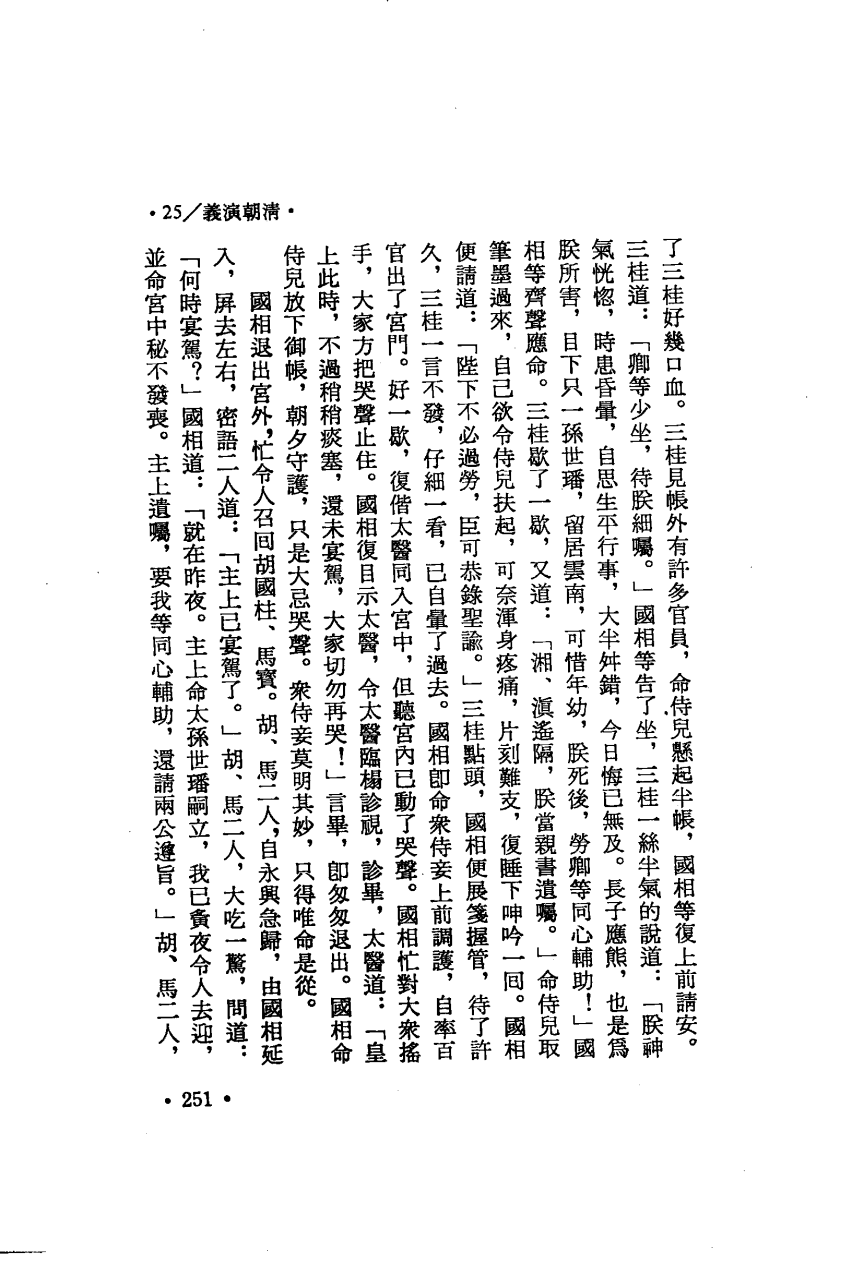 •25／義演朝清•
了三桂好幾口血。三桂見帳外有許多官員，命侍兒懸起半帳，國相等復上前請安。
三桂道：「卿等少坐，待朕細囑。」國相等告了坐，三桂一絲半氣的說道：「朕神
氣恍惚，時患昏暈，自思生平行事，大半舛錯，今日悔已無及。長子應熊，也是爲
朕所害，目下只一孫世璠，留居雲南，可惜年幼，朕死後，勞卿等同心輔助！」國
相等齊聲應命。三桂歇了一歇，又道：「湘、滇遙隔，朕當親書遺囑。」命侍兒取
筆墨過來，自己欲令侍兒扶起，可奈渾身疼痛，片刻難支，復睡下呻吟一回。國相
便請道：「陛下不必過勞，臣可恭錄聖諭。」三桂點頭，國相便展箋握管，待了許
久，三桂一言不發，仔細一看，已自暈了過去。國相卽命衆侍妾上前調護，自率百
官出了宮門。好一歇，復偕太醫同入宮中，但聽宮內已動了哭聲。國相忙對大衆搖
手，大家方把哭聲止住。國相復目示太醫，令太醫臨榻診視，診畢，太醫道：「皇
上此時，不過稍稍痰塞，還未宴駕，大家切勿再哭！」言畢，卽匆匆退出。國相命
侍兒放下御帳，朝夕守護，只是大忌哭聲。衆侍妾莫明其妙，只得唯命是從。
國相退出宮外，忙令人召回胡國柱、馬寶。胡、馬二人，自永興急歸，由國相延
入，屏去左右，密語二人道：「主上已宴駕了。」胡、馬二人，大吃一驚，問道：
「何時宴駕？」國相道：「就在昨夜。主上命太孫世璠嗣立，我已夤夜令人去迎，
並命宮中秘不發喪。主上遺囑，要我等同心輔助，還請兩公遵旨。」胡、馬二人，
•251•